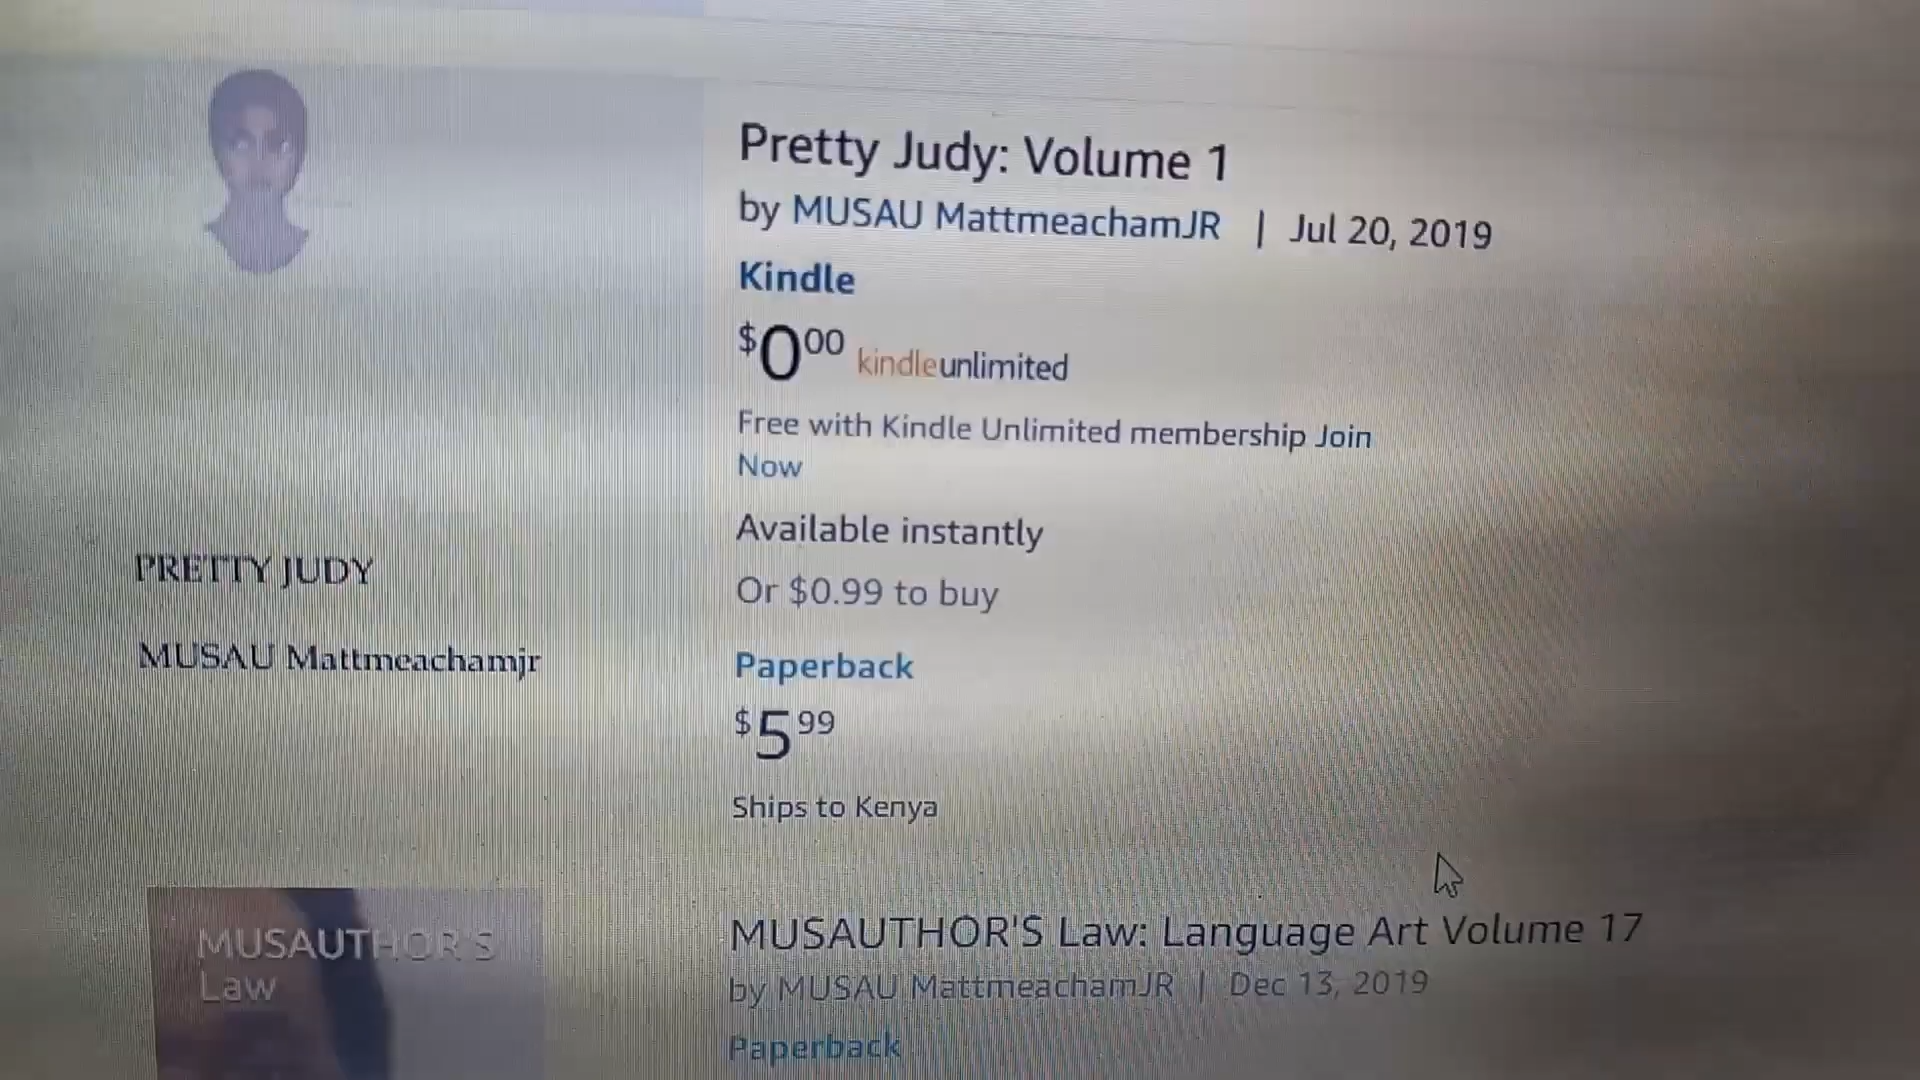 Pretty Judy: Volume 1
by MUSAU MattmeachamJR | Jul 20, 2019
Kindle
$0 00 kindleunlimited
Free with Kindle Unlimited membership Join
Now
Available instantly
Or $0.99 to buy
Paperback
$5 99
Ships to Kenya
PRETTY JUDY
MUSAU Mattmeachamjr
MUSAUTHOR'S
Law
MUSAUTHOR'S Law: Language Art Volume 17
by MUSAU MattmeachamJR | Dec 13, 2019
Paperback